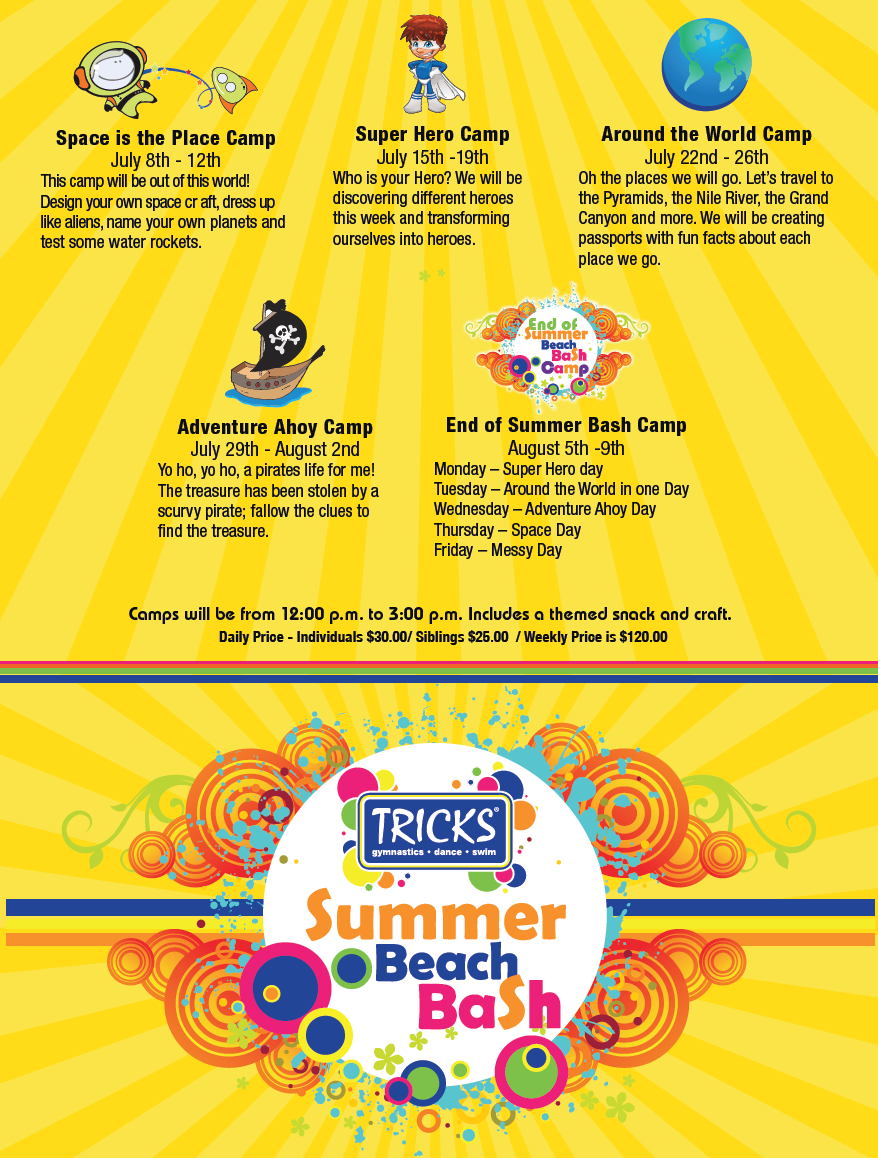 Space is the Place Camp
July 8th - 12th
This camp will be out of this world!
Design your own space cr aft, dress up
like aliens, name your own planets and
test some water rockets.
Super Hero Camp
July 15th -19th
Who is your Hero? We will be
discovering different heroes
this week and transforming
ourselves into heroes.
Around the World Camp
July 22nd - 26th
Oh the places we will go. Let's travel to
the Pyramids, the Nile River, the Grand
Canyon and more. We will be creating
passports with fun facts about each
place we go.
Adventure Ahoy Camp
July 29th - August 2nd
Yo ho, yo ho, a pirates life for me!
The treasure has been stolen by a
scurvy pirate; fallow the clues to
find the treasure.
End of
Summer
Beach
BaSh
Camp
End of Summer Bash Camp
August 5th -9th
Monday – Super Hero day
Tuesday – Around the World in one Day
Wednesday – Adventure Ahoy Day
Thursday – Space Day
Friday – Messy Day
Camps will be from 12:00 p.m. to 3:00 p.m. Includes a themed snack and craft.
Daily Price - Individuals $30.00/ Siblings $25.00 / Weekly Price is $120.00
TRICKS®
gymnastics • dance • swim
Summer
Beach
BaSh